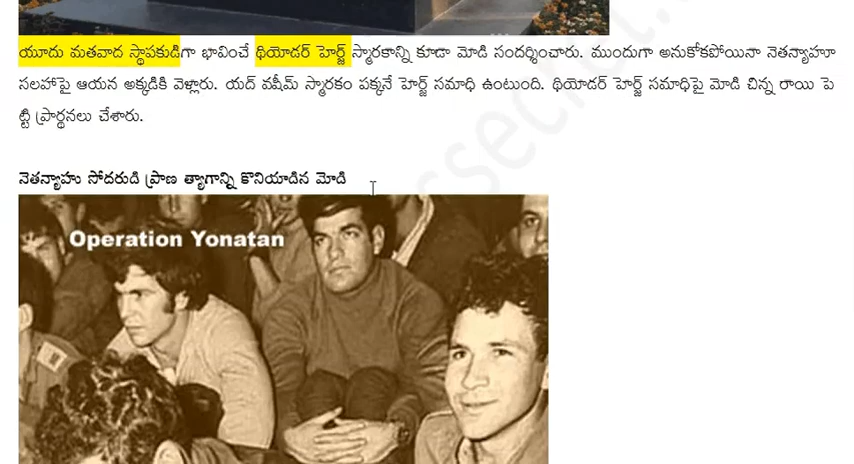 యూదు మతవాద స్థాపకుడిగా భావించే థియోడర్ హెర్జ్ స్మారకాన్ని కూడా మోడి సందర్శించారు. ముందుగా అనుకోకపోయినా నెతన్యాహూ
సలహాపై ఆయన అక్కడికి వెళ్లారు. యద్ వషీమ్ స్మారకం పక్కనే హెర్జ్ సమాధి ఉంటుంది. థియోడర్ హెర్జ్ సమాధిపై మోడి చిన్న రాయి పె
ట్టి ప్రార్థనలు చేశారు.
నెతన్యాహు సోదరుడి ప్రాణ త్యాగాన్ని కొనియాడిన మోడి
Operation Yonatan